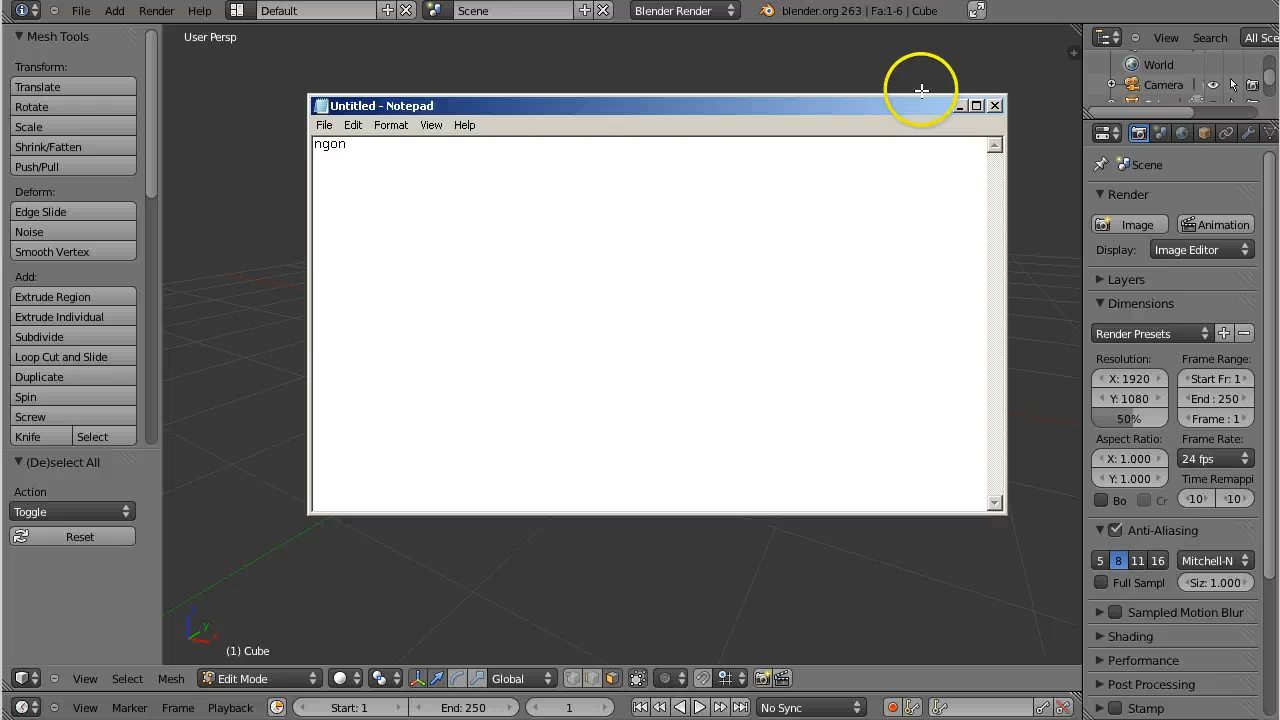 File Add Render Help Default Scene Blender Render blender.org 263 | Fa:1-6 | Cube
Mesh Tools
Transform:
Translate
Rotate
Scale
Shrink/Fatten
Push/Pull
Deform:
Edge Slide
Noise
Smooth Vertex
Add:
Extrude Region
Extrude Individual
Subdivide
Loop Cut and Slide
Duplicate
Spin
Screw
Knife Select
(De)select All
Action
Toggle
Reset
User Persp
Untitled - Notepad
File Edit Format View Help
ngon
z
y
x
(1) Cube
View Select Mesh Edit Mode Global
View Marker Frame Playback Start: 1 End: 250 1 No Sync
View Search All Sce
World
Camera
Scene
Render
Image Animation
Display: Image Editor
Layers
Dimensions
Render Presets
Resolution: Frame Range:
X: 1920 Start Fr: 1
Y: 1080 End : 250
50% Frame : 1
Aspect Ratio: Frame Rate:
X: 1.000 24 fps
Y: 1.000 Time Remappi
Bo Cr 10 10
Anti-Aliasing
5 8 11 16 Mitchell-N
Full Sampl Siz: 1.000
Sampled Motion Blur
Shading
Performance
Post Processing
Stamp